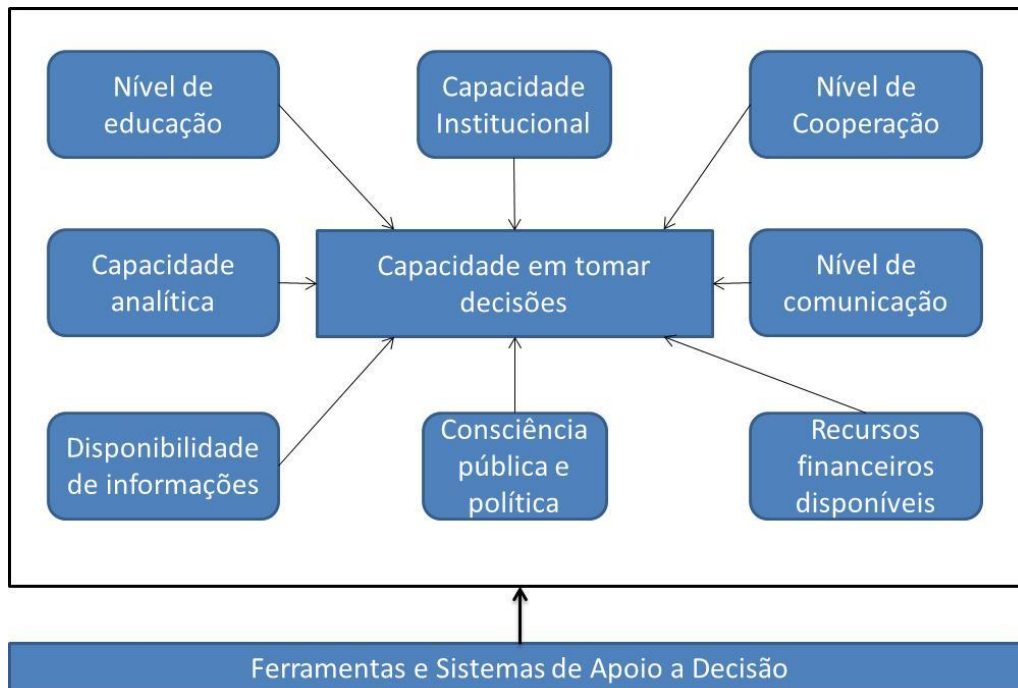 Nível de
educação
Capacidade
Institucional
Nível de
Cooperação
Capacidade
analítica
Capacidade em tomar
decisões
Nível de
comunicação
Disponibilidade
de informações
Consciência
pública e
política
Recursos
financeiros
disponíveis
Ferramentas e Sistemas de Apoio a Decisão